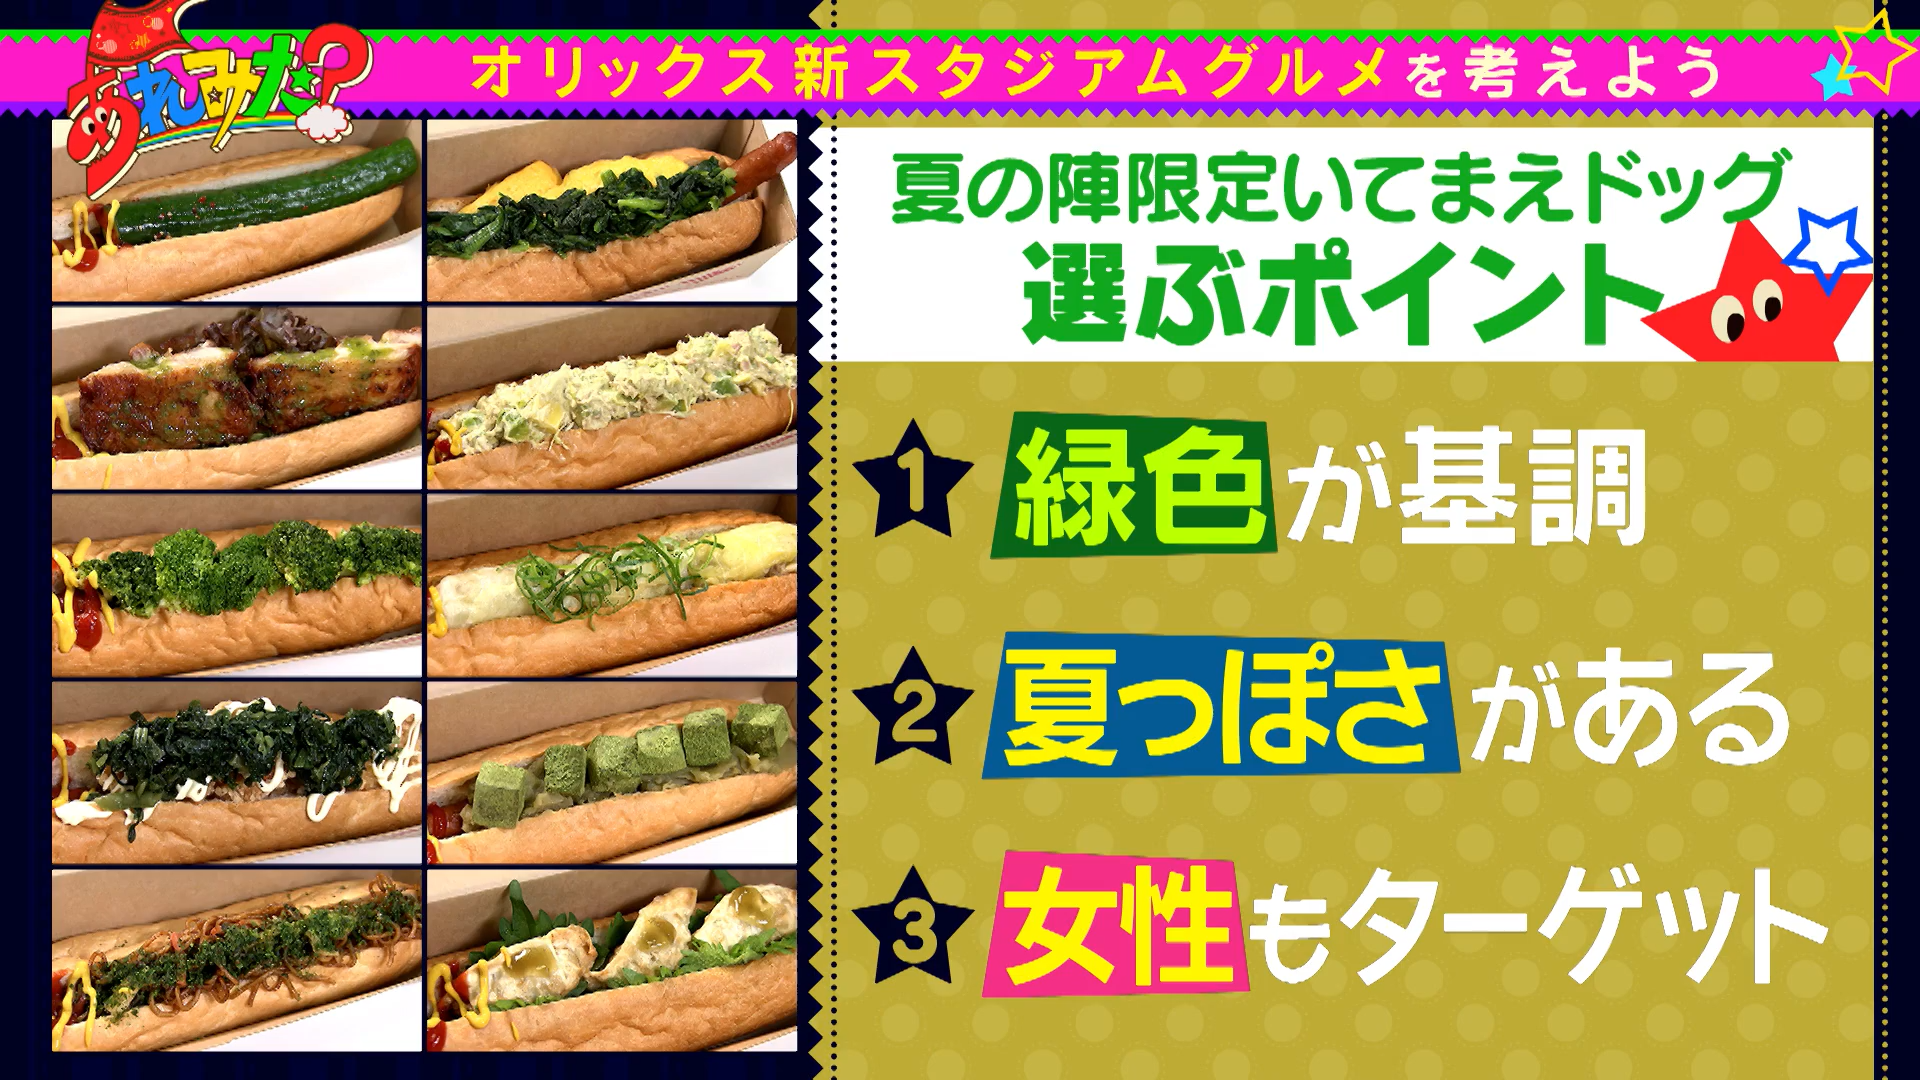 あれみた?
オリックス新スタジアムグルメを考えよう
夏の陣限定いてまえドッグ
選ぶポイント
1 緑色が基調
2 夏っぽさがある
3 女性もターゲット